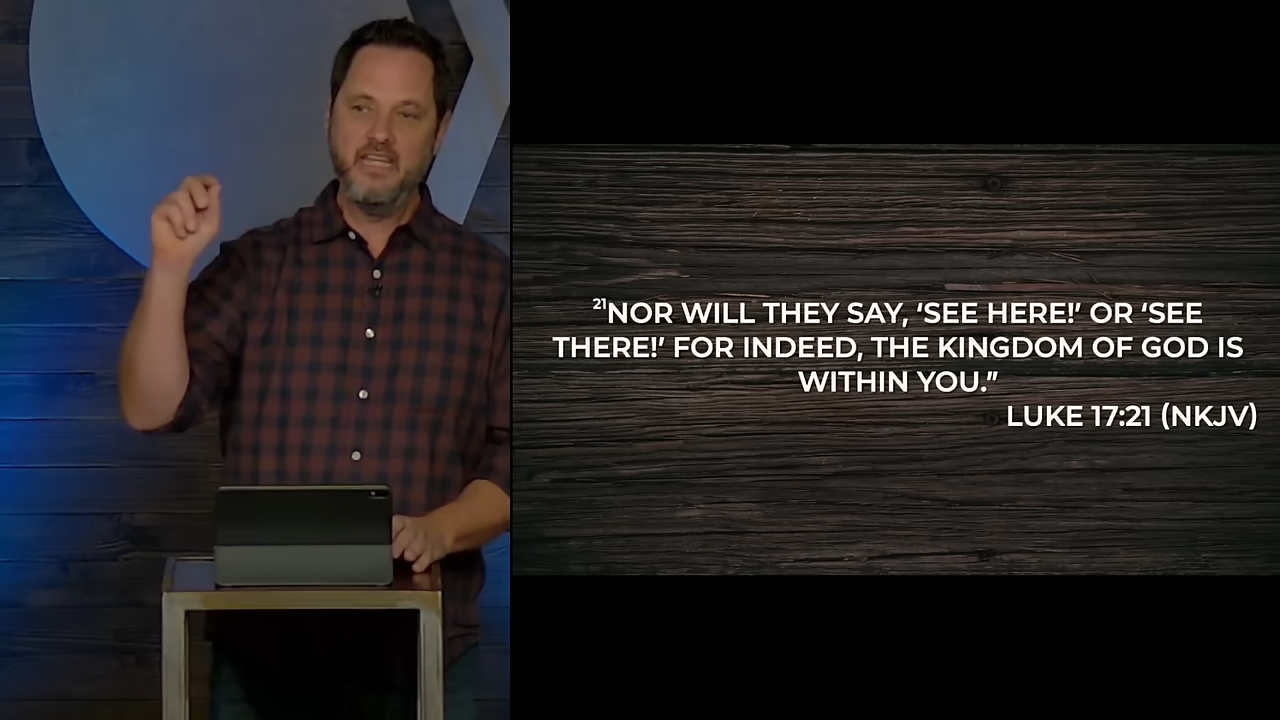 ²¹NOR WILL THEY SAY, ‘SEE HERE!’ OR ‘SEE
THERE!’ FOR INDEED, THE KINGDOM OF GOD IS
WITHIN YOU.”
LUKE 17:21 (NKJV)